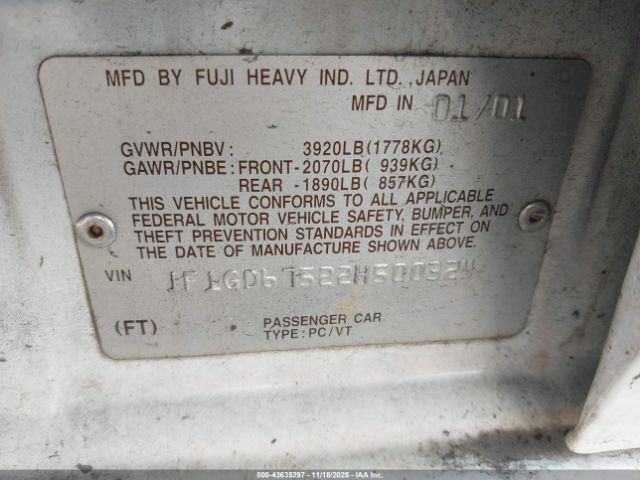 MFD BY FUJI HEAVY IND. LTD. JAPAN
MFD IN 01/01
GVWR/PNBV: 3920LB(1778KG)
GAWR/PNBE: FRONT-2070LB( 939KG)
REAR -1890LB( 857KG)
THIS VEHICLE CONFORMS TO ALL APPLICABLE
FEDERAL MOTOR VEHICLE SAFETY, BUMPER, AND
THEFT PREVENTION STANDARDS IN EFFECT ON
THE DATE OF MANUFACTURE SHOWN ABOVE.
VIN
(FT) PASSENGER CAR
TYPE: PC/VT
000-43635297 - 11/18/2025 - IAAI, Inc.